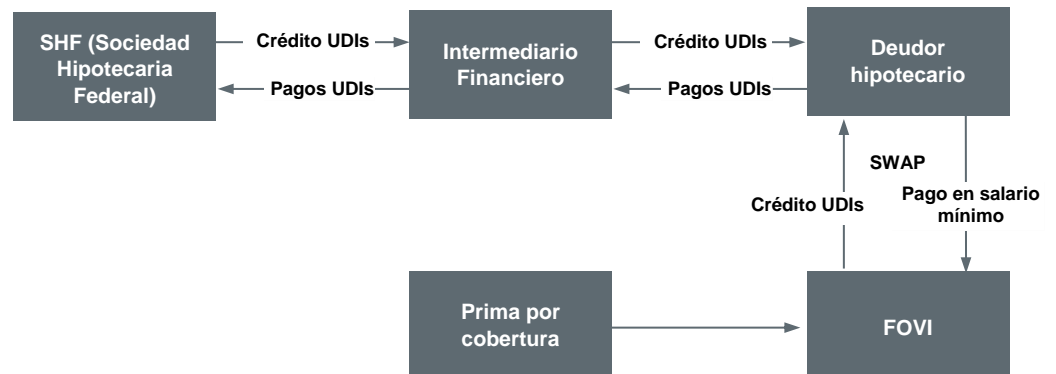 SHF (Sociedad
Hipotecaria
Federal)
Crédito UDIs
Pagos UDIs
Intermediario
Financiero
Crédito UDIs
Pagos UDIs
Deudor
hipotecario
SWAP
Crédito UDIs
Pago en salario
mínimo
Prima por
cobertura
FOVI